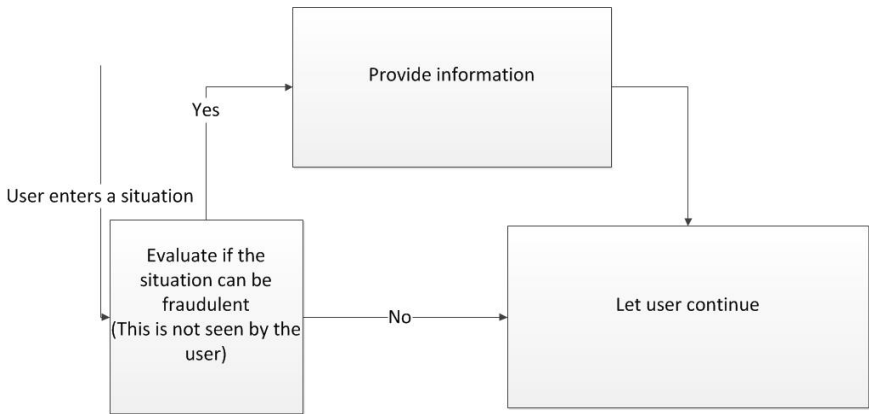 Provide information
Yes
User enters a situation
Evaluate if the
situation can be
fraudulent
(This is not seen by the
user)
No
Let user continue